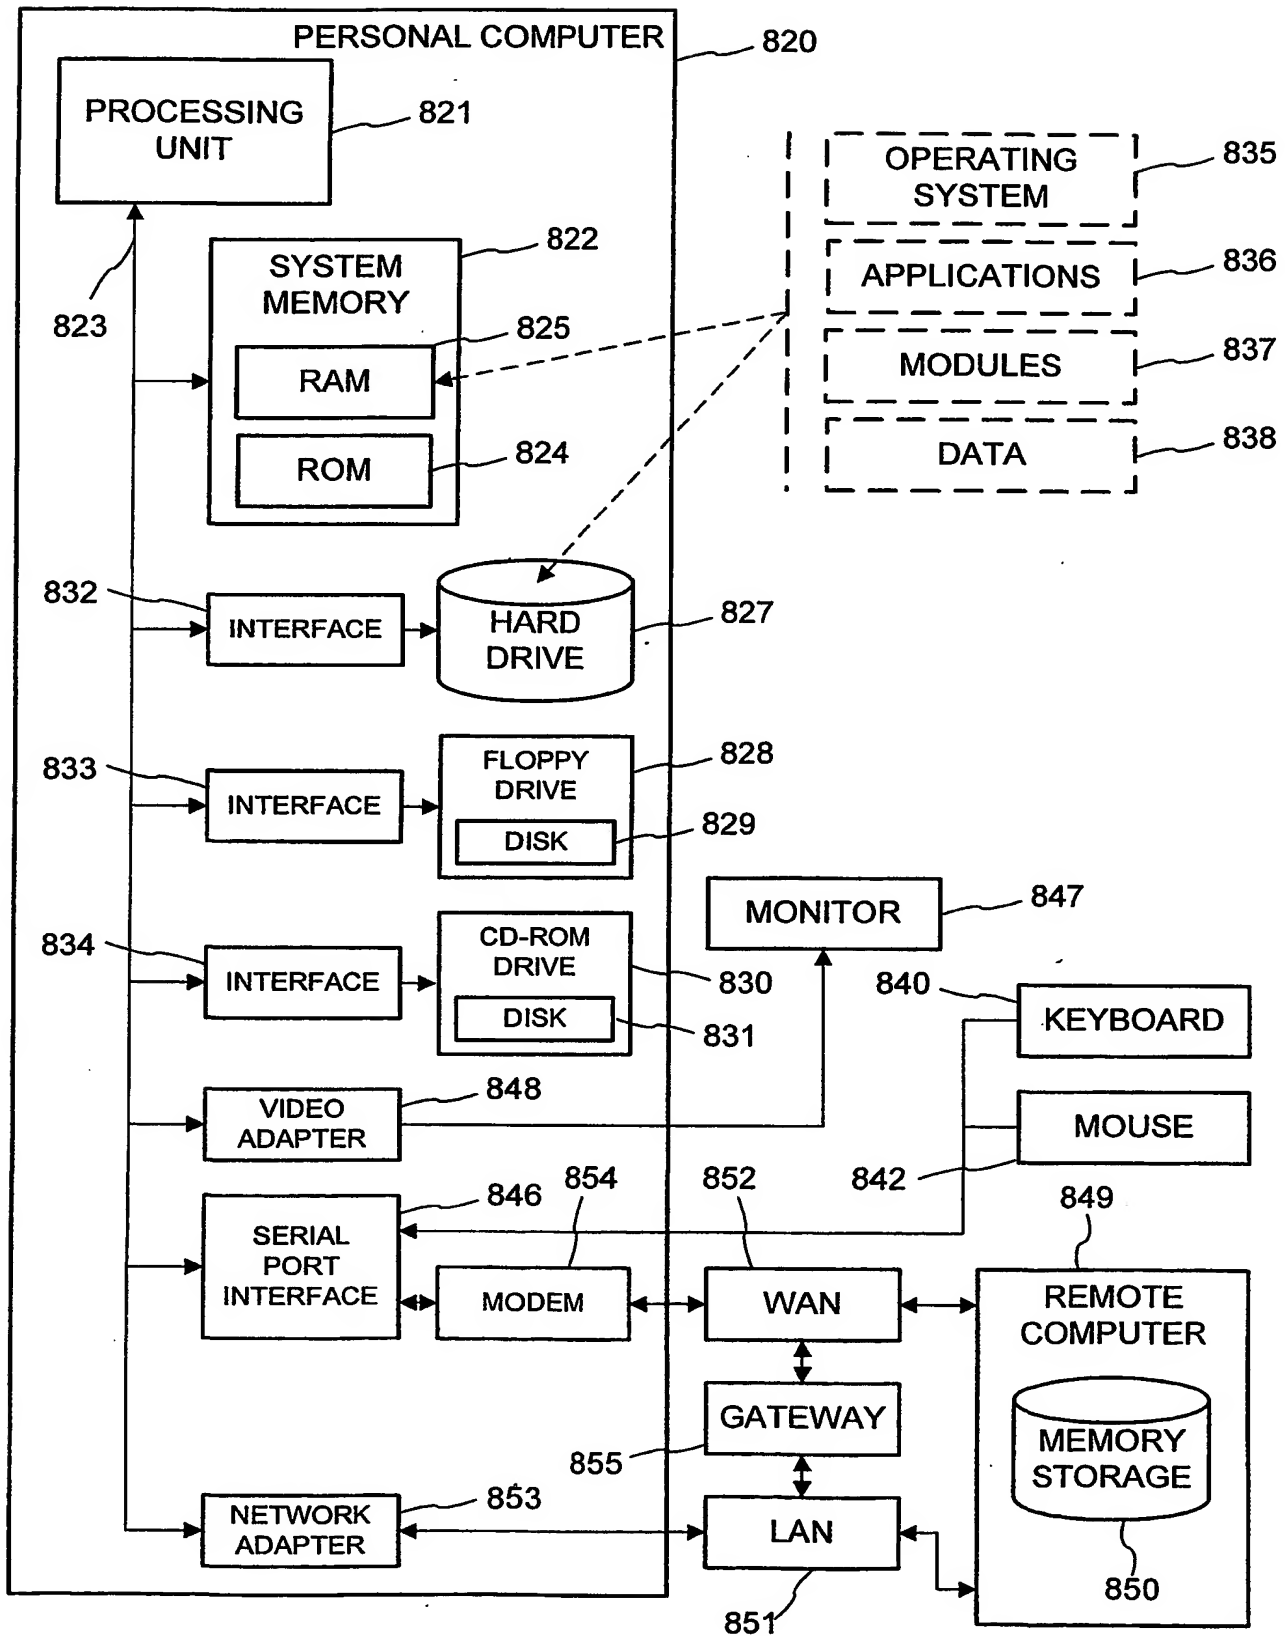 PERSONAL COMPUTER
820
PROCESSING
UNIT
821
823
SYSTEM
MEMORY
822
RAM
825
ROM
824
OPERATING
SYSTEM
835
APPLICATIONS
836
MODULES
837
DATA
838
832
INTERFACE
HARD
DRIVE
827
833
INTERFACE
FLOPPY
DRIVE
828
DISK
829
834
INTERFACE
CD-ROM
DRIVE
830
DISK
831
MONITOR
847
840
KEYBOARD
MOUSE
842
VIDEO
ADAPTER
848
SERIAL
PORT
INTERFACE
846
MODEM
854
WAN
852
849
REMOTE
COMPUTER
GATEWAY
855
MEMORY
STORAGE
850
NETWORK
ADAPTER
853
LAN
851